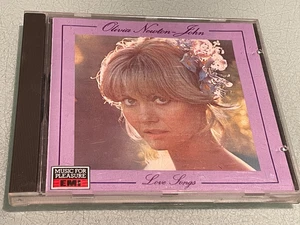 Olivia Newton-John
MUSIC FOR
PLEASURE
EMI
Love Songs